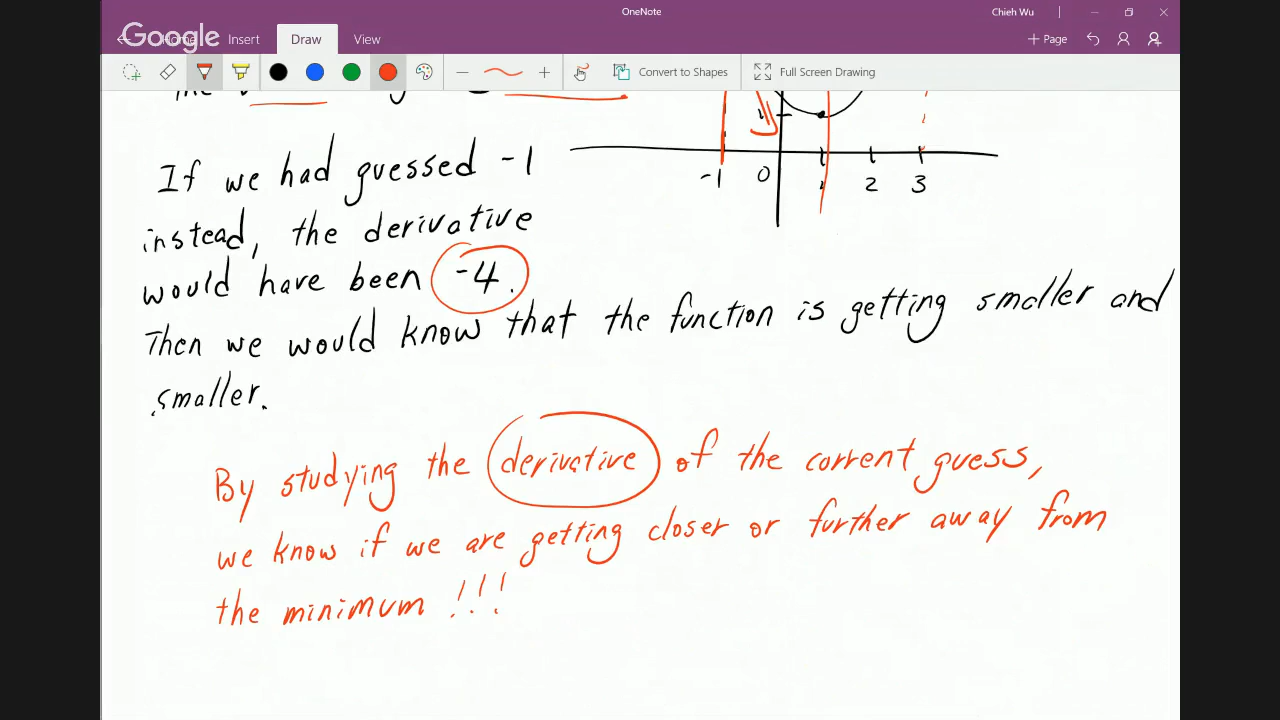 OneNote
Chieh Wu
Google
Insert
Draw
View
Page
Convert to Shapes
Full Screen Drawing
the
If we had guessed -1
instead, the derivative
would have been -4.
Then we would know that the function is getting smaller and
smaller.
-1 0 2 3
By studying the derivative of the current guess,
we know if we are getting closer or further away from
the minimum !!!